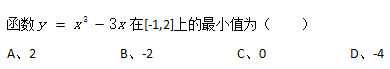 函数 y = x³ − 3x 在[-1,2]上的最小值为（　　）
A、2　　B、-2　　C、0　　D、-4